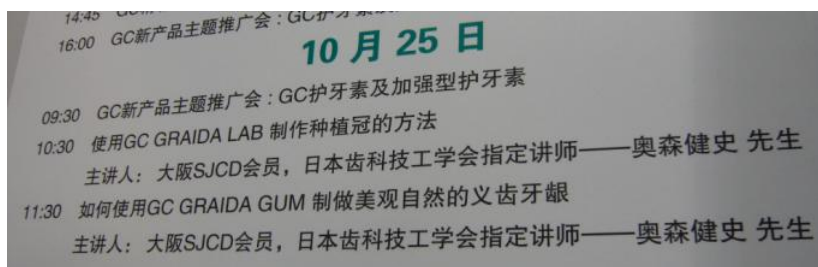 14:45
16:00 GC新产品主题推广会：GC护牙素
10月25日
09:30 GC新产品主题推广会：GC护牙素及加强型护牙素
10:30 使用GC GRAIDA LAB 制作种植冠的方法
主讲人：大阪SJCD会员，日本齿科技工学会指定讲师——奥森健史 先生
11:30 如何使用GC GRAIDA GUM 制做美观自然的义齿牙龈
主讲人：大阪SJCD会员，日本齿科技工学会指定讲师——奥森健史 先生